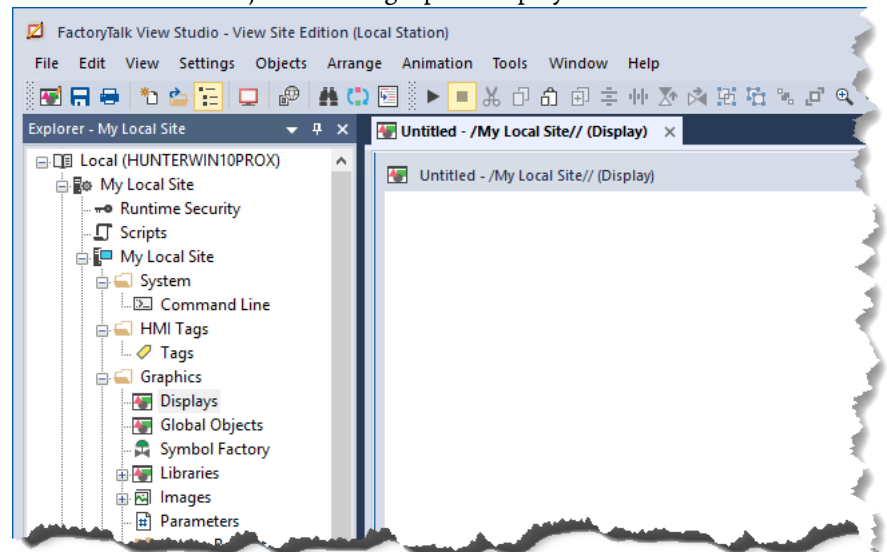 FactoryTalk View Studio - View Site Edition (Local Station)
File Edit View Settings Objects Arrange Animation Tools Window Help
Explorer - My Local Site
Untitled - /My Local Site// (Display)
Local (HUNTERWIN10PROX)
Untitled - /My Local Site// (Display)
My Local Site
Runtime Security
Scripts
My Local Site
System
Command Line
HMI Tags
Tags
Graphics
Displays
Global Objects
Symbol Factory
Libraries
Images
Parameters